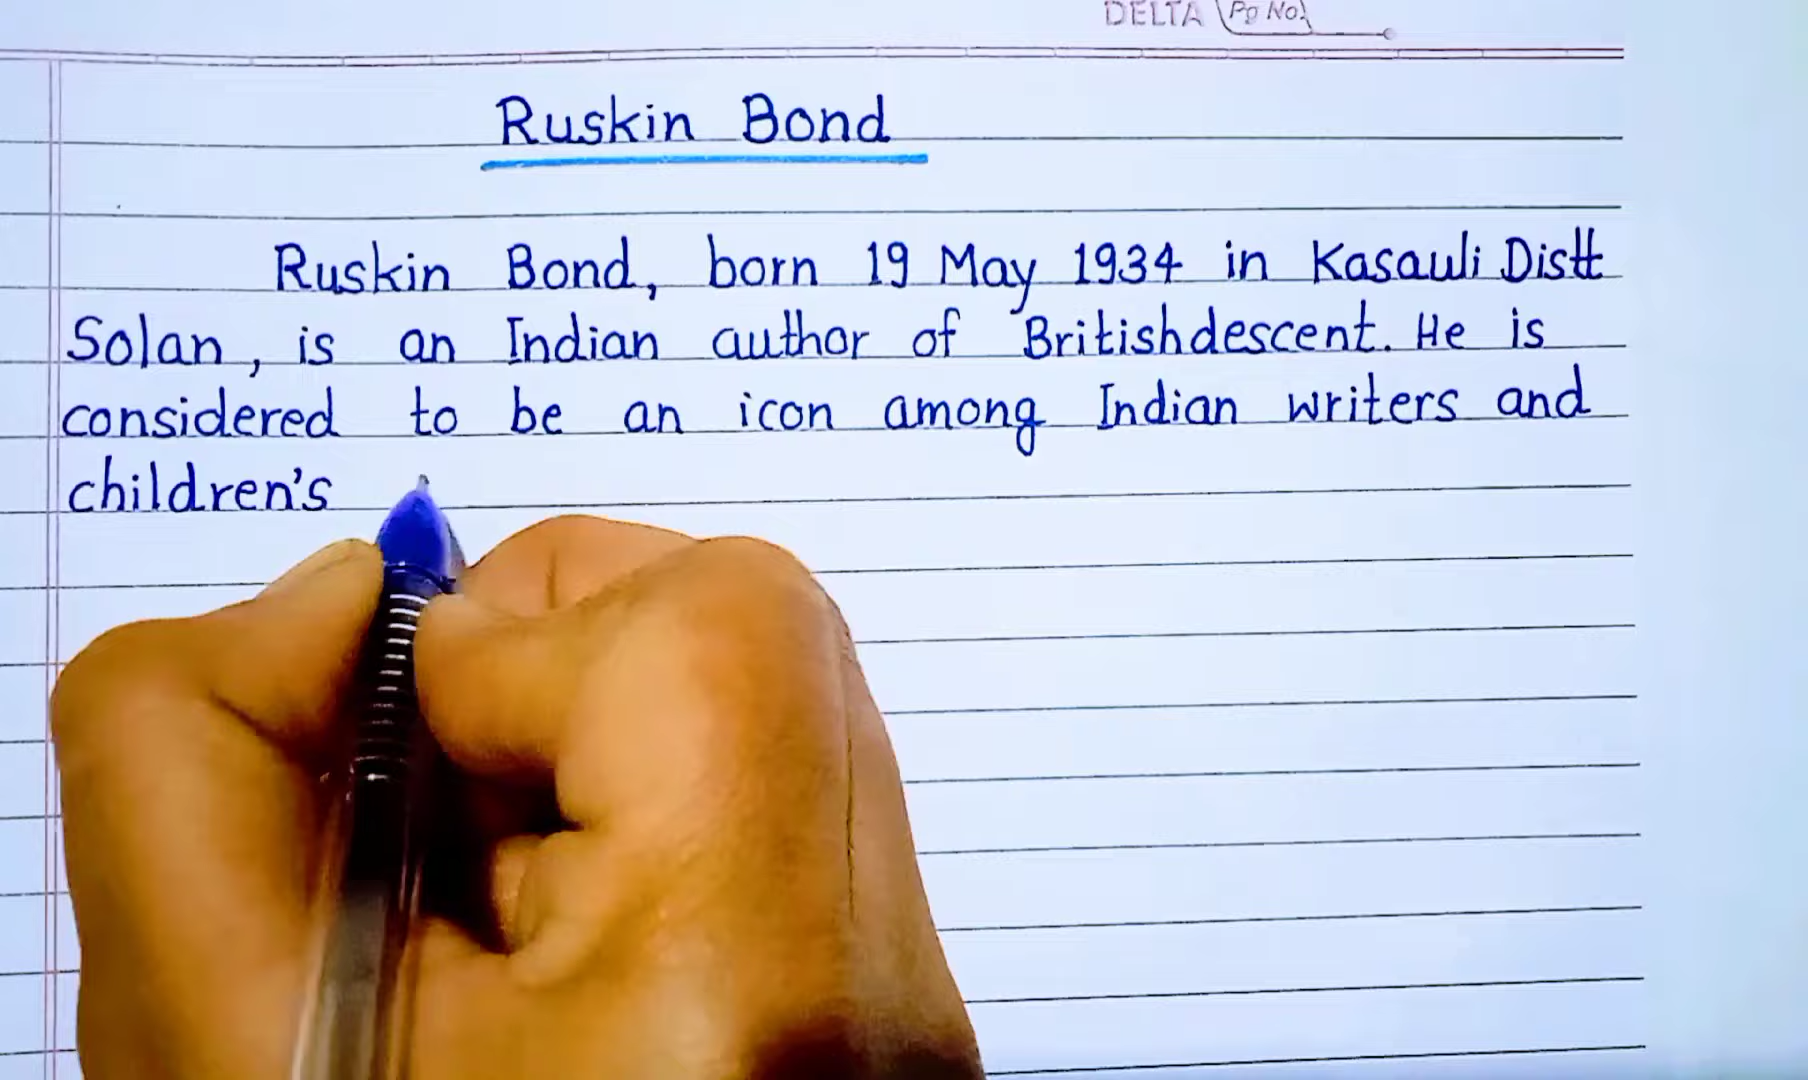 DELTA Pg No.
Ruskin Bond
Ruskin Bond, born 19 May 1934 in Kasauli Distt
Solan, is an Indian author of Britishdescent. He is
considered to be an icon among Indian writers and
children's